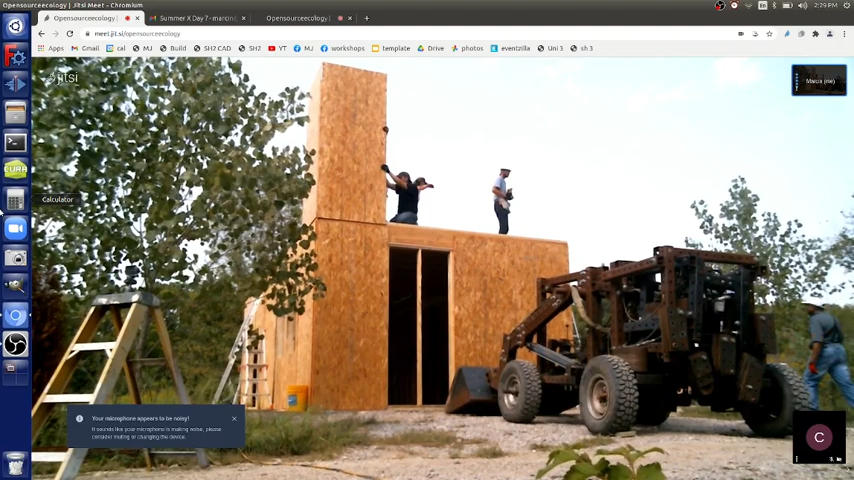 Opensourceecology | Jitsi Meet - Chromium
En
2:29 PM
Opensourceecology |
Summer X Day 7 - marcin
Opensourceecology |
meet.jit.si/opensourceecology
Apps
Gmail
cal
MJ
Build
SH2 CAD
SH2
YT
MJ
workshops
template
Drive
photos
eventzilla
Uni 3
sh 3
jitsi
Marcin (me)
CURA
Calculator
Your microphone appears to be noisy!
It sounds like your microphone is making noise, please
consider muting or changing the device.
C